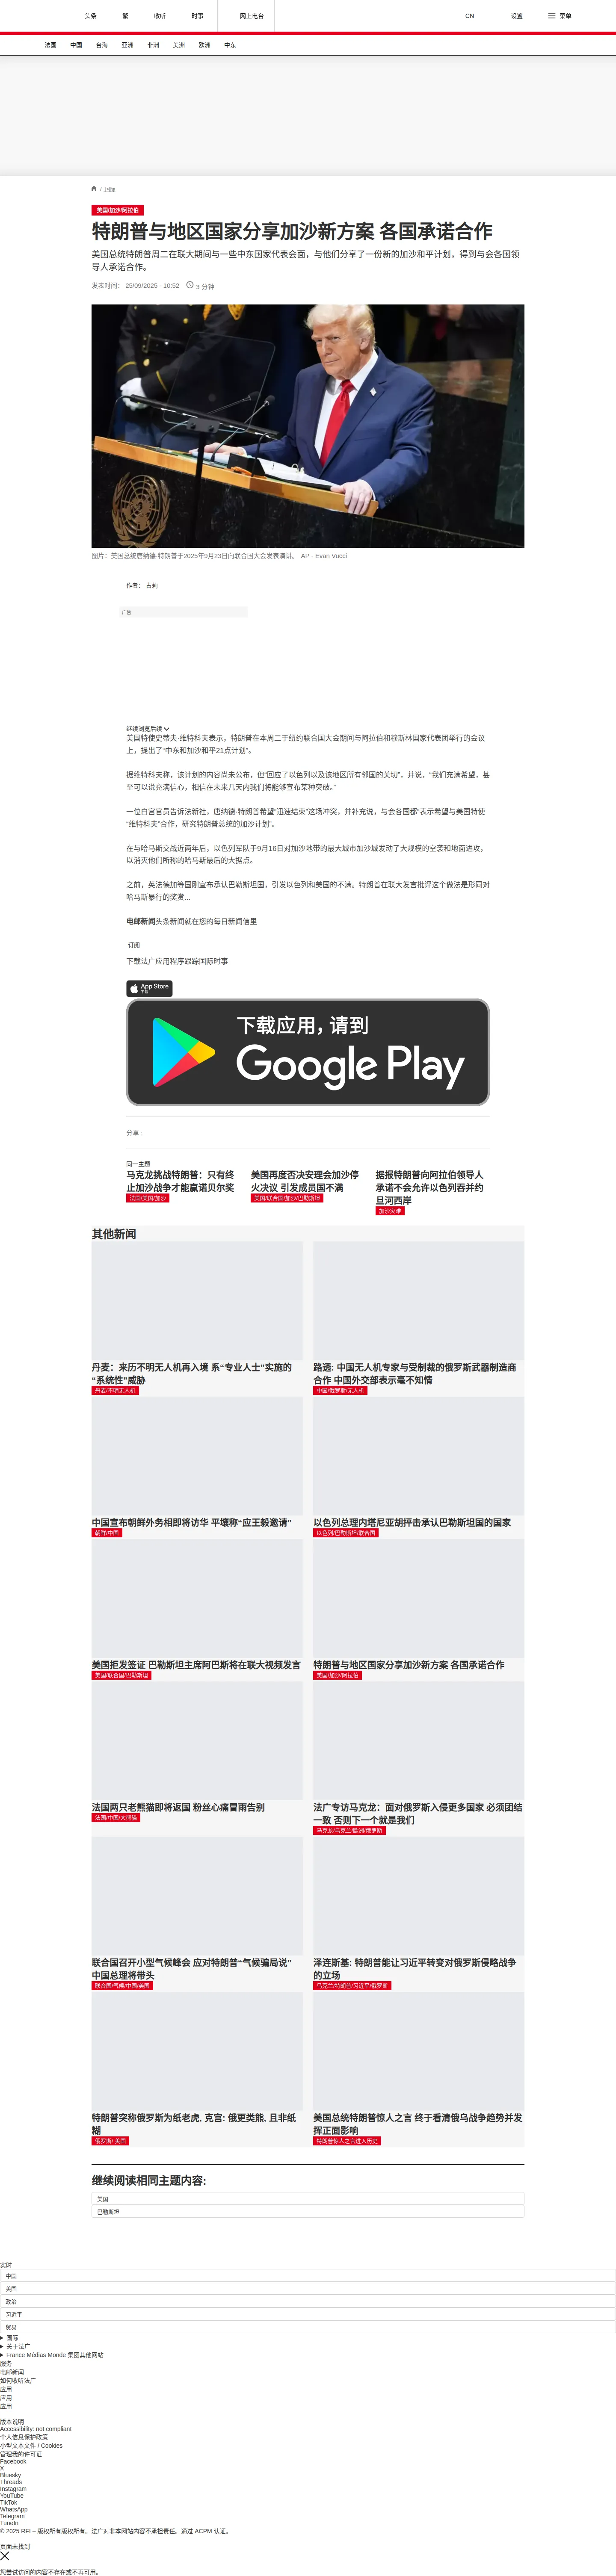 头条
繁
收听
时事
网上电台
CN
设置
菜单
法国
中国
台海
亚洲
非洲
美洲
欧洲
中东
/ 国际
美国/加沙/阿拉伯
特朗普与地区国家分享加沙新方案 各国承诺合作
美国总统特朗普周二在联大期间与一些中东国家代表会面，与他们分享了一份新的加沙和平计划，得到与会各国领
导人承诺合作。
发表时间： 25/09/2025 - 10:52
3 分钟
图片：美国总统唐纳德·特朗普于2025年9月23日向联合国大会发表演讲。 AP - Evan Vucci
作者： 古莉
广告
继续浏览后续
美国特使史蒂夫·维特科夫表示，特朗普在本周二于纽约联合国大会期间与阿拉伯和穆斯林国家代表团举行的会议
上，提出了“中东和加沙和平21点计划”。
据维特科夫称，该计划的内容尚未公布，但“回应了以色列以及该地区所有邻国的关切”，并说，“我们充满希望，甚
至可以说充满信心，相信在未来几天内我们将能够宣布某种突破。”
一位白宫官员告诉法新社，唐纳德·特朗普希望“迅速结束”这场冲突，并补充说，与会各国都“表示希望与美国特使
“维特科夫”合作，研究特朗普总统的加沙计划”。
在与哈马斯交战近两年后，以色列军队于9月16日对加沙地带的最大城市加沙城发动了大规模的空袭和地面进攻，
以消灭他们所称的哈马斯最后的大据点。
之前，英法德加等国刚宣布承认巴勒斯坦国，引发以色列和美国的不满。特朗普在联大发言批评这个做法是形同对
哈马斯暴行的奖赏...
电邮新闻头条新闻就在您的每日新闻信里
订阅
下载法广应用程序跟踪国际时事
App Store
下载
下载应用，请到
Google Play
分享 :
同一主题
马克龙挑战特朗普：只有终
止加沙战争才能赢诺贝尔奖
法国/美国/加沙
美国再度否决安理会加沙停
火决议 引发成员国不满
美国/联合国/加沙/巴勒斯坦
据报特朗普向阿拉伯领导人
承诺不会允许以色列吞并约
旦河西岸
加沙灾难
其他新闻
丹麦：来历不明无人机再入境 系“专业人士”实施的
“系统性”威胁
丹麦/不明无人机
路透: 中国无人机专家与受制裁的俄罗斯武器制造商
合作 中国外交部表示毫不知情
中国/俄罗斯/无人机
中国宣布朝鲜外务相即将访华 平壤称“应王毅邀请”
朝鲜/中国
以色列总理内塔尼亚胡抨击承认巴勒斯坦国的国家
以色列/巴勒斯坦/联合国
美国拒发签证 巴勒斯坦主席阿巴斯将在联大视频发言
美国/联合国/巴勒斯坦
特朗普与地区国家分享加沙新方案 各国承诺合作
美国/加沙/阿拉伯
法国两只老熊猫即将返国 粉丝心痛冒雨告别
法国/中国/大熊猫
法广专访马克龙：面对俄罗斯入侵更多国家 必须团结
一致 否则下一个就是我们
马克龙/乌克兰/欧洲/俄罗斯
联合国召开小型气候峰会 应对特朗普“气候骗局说”
中国总理将带头
联合国/气候/中国/美国
泽连斯基: 特朗普能让习近平转变对俄罗斯侵略战争
的立场
乌克兰/特朗普/习近平/俄罗斯
特朗普突称俄罗斯为纸老虎, 克宫: 俄更类熊, 且非纸
糊
俄罗斯/ 美国
美国总统特朗普惊人之言 终于看清俄乌战争趋势并发
挥正面影响
特朗普惊人之言进入历史
继续阅读相同主题内容:
美国
巴勒斯坦
实时
中国
美国
政治
习近平
贸易
国际
关于法广
France Médias Monde 集团其他网站
服务
电邮新闻
如何收听法广
应用
应用
应用
版本说明
Accessibility: not compliant
个人信息保护政策
小型文本文件 / Cookies
管理我的许可证
Facebook
X
Bluesky
Threads
Instagram
YouTube
TikTok
WhatsApp
Telegram
TuneIn
© 2025 RFI – 版权所有版权所有。法广对非本网站内容不承担责任。通过 ACPM 认证。
页面未找到
您尝试访问的内容不存在或不再可用。